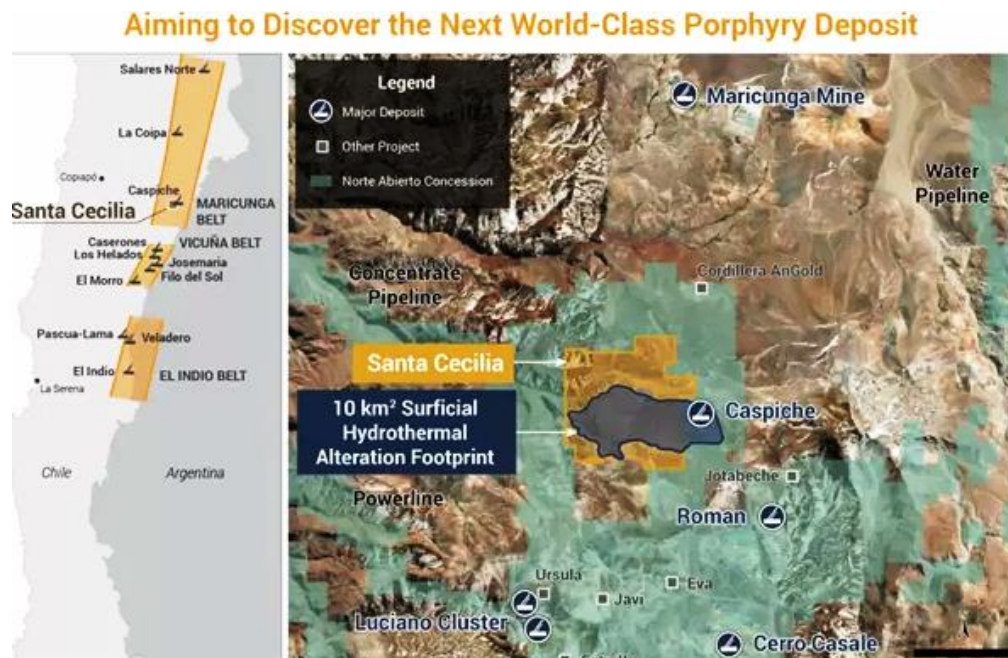 Aiming to Discover the Next World-Class Porphyry Deposit
Salares Norte
La Coipa
Copiapó
Caspiche
Santa Cecilia
MARICUNGA
BELT
Caserones
VICUÑA BELT
Los Helados
Josemaria
Filo del Sol
El Morro
Pascua-Lama
Veladero
El Indio
EL INDIO BELT
La Serena
Chile
Argentina
Legend
Major Deposit
Other Project
Norte Abierto Concession
Maricunga Mine
Water
Pipeline
Concentrate
Pipeline
Cordillera AnGold
Santa Cecilia
10 km² Surficial
Hydrothermal
Alteration Footprint
Caspiche
Jotabeche
Powerline
Roman
Ursula
Javi
Eva
Luciano Cluster
Cerro Casale